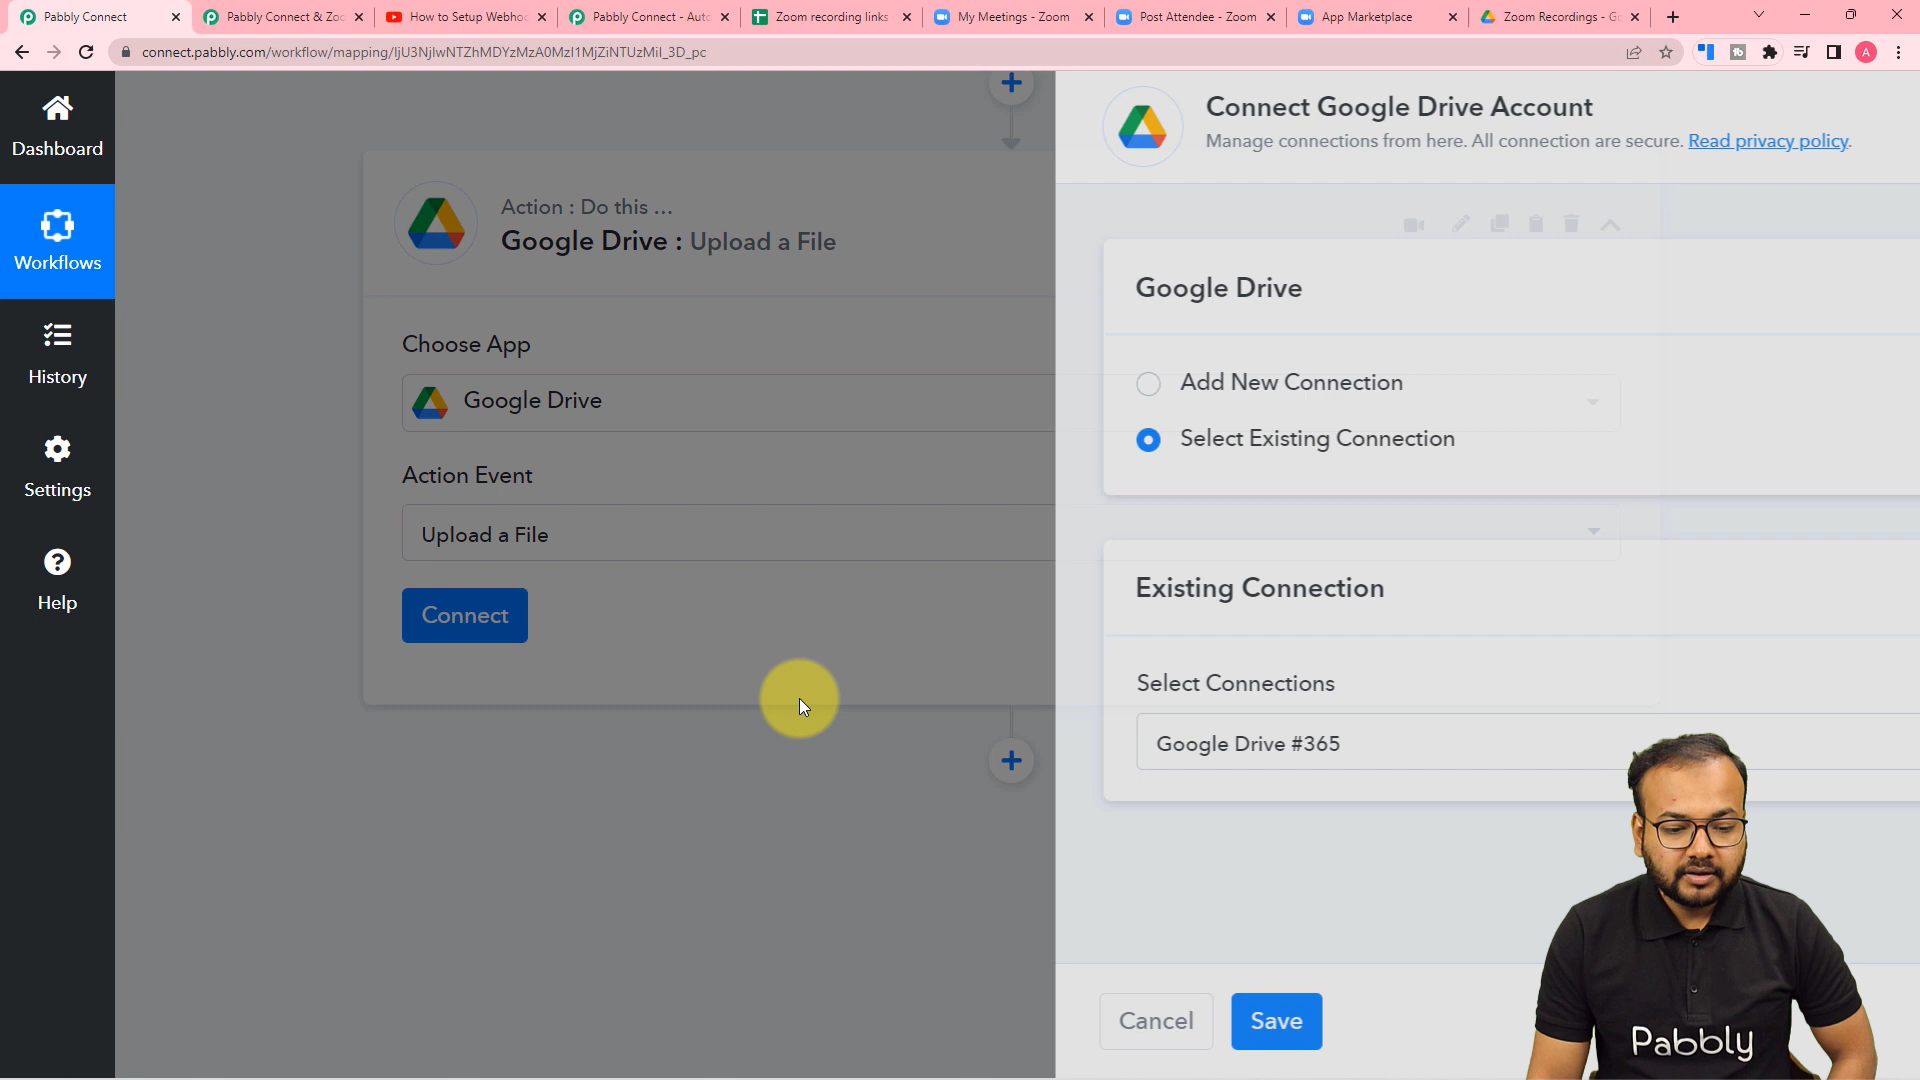 Pabbly Connect
Pabbly Connect & Zoo
How to Setup Webhoo
Pabbly Connect - Auto
Zoom recording links
My Meetings - Zoom
Post Attendee - Zoom
App Marketplace
Zoom Recordings - Go
connect.pabbly.com/workflow/mapping/IjU3NjIwNTZhMDYzMzA0MzI1MjZiNTUzMiI_3D_pc
A
Dashboard
Workflows
History
Settings
Help
Action : Do this ...
Google Drive : Upload a File
Choose App
Google Drive
Action Event
Upload a File
Connect
Connect Google Drive Account
Manage connections from here. All connection are secure. Read privacy policy.
Google Drive
Add New Connection
Select Existing Connection
Existing Connection
Select Connections
Google Drive #365
Cancel
Save
Pabbly